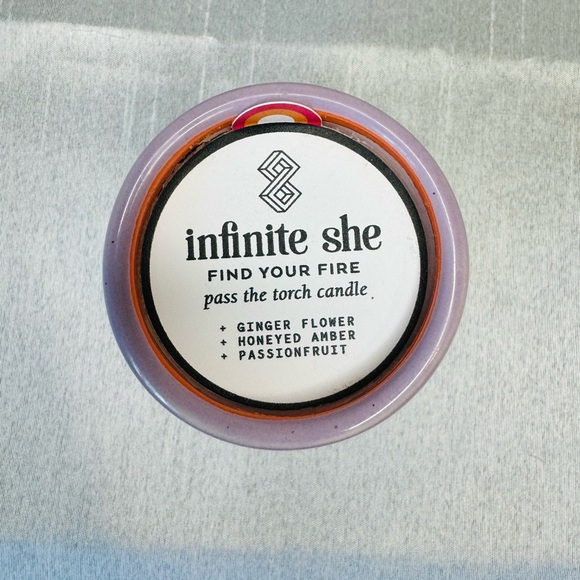 infinite she
FIND YOUR FIRE
pass the torch candle.
+ GINGER FLOWER
+ HONEYED AMBER
+ PASSIONFRUIT